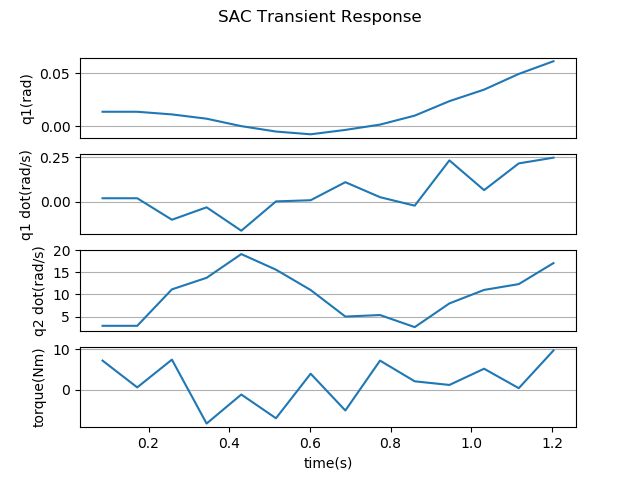 SAC Transient Response
q1(rad)
0.05
0.00
q1 dot(rad/s)
0.25
0.00
q2 dot(rad/s)
20
15
10
5
torque(Nm)
10
0
0.2 0.4 0.6 0.8 1.0 1.2
time(s)